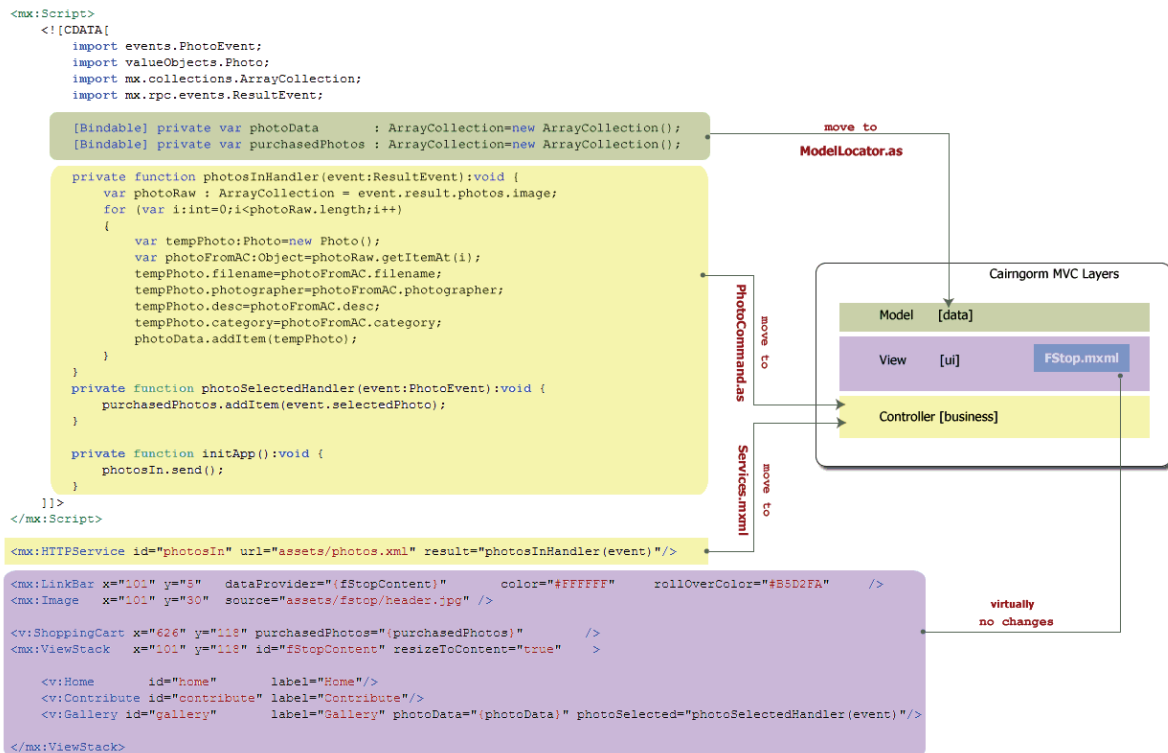 <mx:Script>
<![CDATA[
import events.PhotoEvent;
import valueObjects.Photo;
import mx.collections.ArrayCollection;
import mx.rpc.events.ResultEvent;
[Bindable] private var photoData : ArrayCollection=new ArrayCollection();
[Bindable] private var purchasedPhotos : ArrayCollection=new ArrayCollection();
private function photosInHandler(event:ResultEvent):void {
var photoRaw : ArrayCollection = event.result.photos.image;
for (var i:int=0;i<photoRaw.length;i++)
{
var tempPhoto:Photo=new Photo();
var photoFromAC:Object=photoRaw.getItemAt(i);
tempPhoto.filename=photoFromAC.filename;
tempPhoto.photographer=photoFromAC.photographer;
tempPhoto.desc=photoFromAC.desc;
tempPhoto.category=photoFromAC.category;
photoData.addItem(tempPhoto);
}
}
private function photoSelectedHandler(event:PhotoEvent):void {
purchasedPhotos.addItem(event.selectedPhoto);
}
private function initApp():void {
photosIn.send();
}
]]>
</mx:Script>
<mx:HTTPService id="photosIn" url="assets/photos.xml" result="photosInHandler(event)"/>
<mx:LinkBar x="101" y="5" dataProvider="{fStopContent}" color="#FFFFFF" rollOverColor="#B5D2FA" />
<mx:Image x="101" y="30" source="assets/fstop/header.jpg" />
<v:ShoppingCart x="626" y="118" purchasedPhotos="{purchasedPhotos}" />
<mx:ViewStack x="101" y="118" id="fStopContent" resizeToContent="true" >
<v:Home id="home" label="Home"/>
<v:Contribute id="contribute" label="Contribute"/>
<v:Gallery id="gallery" label="Gallery" photoData="{photoData}" photoSelected="photoSelectedHandler(event)"/>
</mx:ViewStack>
move to
ModelLocator.as
move to
PhotoCommand.as
move to
Services.mxml
Cairngorm MVC Layers
Model [data]
View [ui]
FStop.mxml
Controller [business]
virtually
no changes